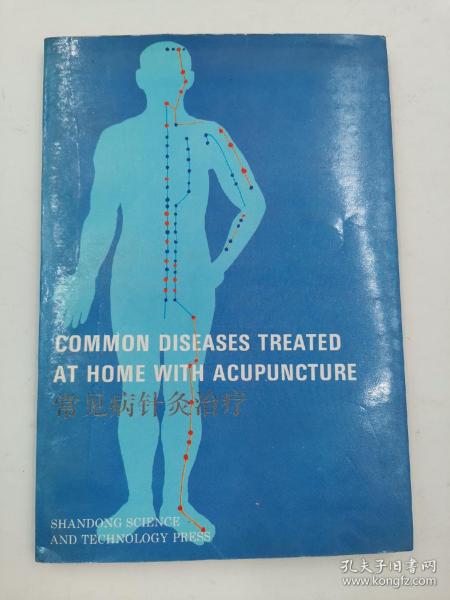 COMMON DISEASES TREATED
AT HOME WITH ACUPUNCTURE
常见病针灸治疗
SHANDONG SCIENCE
AND TECHNOLOGY PRESS
孔夫子旧书网
www.kongfz.com